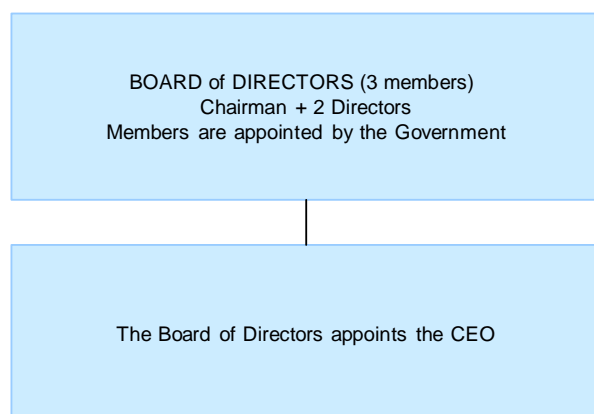 BOARD of DIRECTORS (3 members)
Chairman + 2 Directors
Members are appointed by the Government
The Board of Directors appoints the CEO